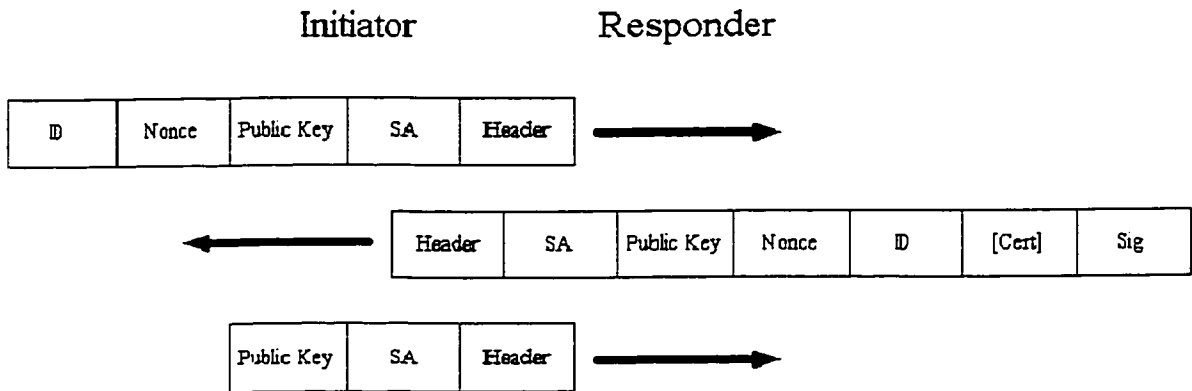 Initiator Responder
ID Nonce Public Key SA Header
Header SA Public Key Nonce ID [Cert] Sig
Public Key SA Header